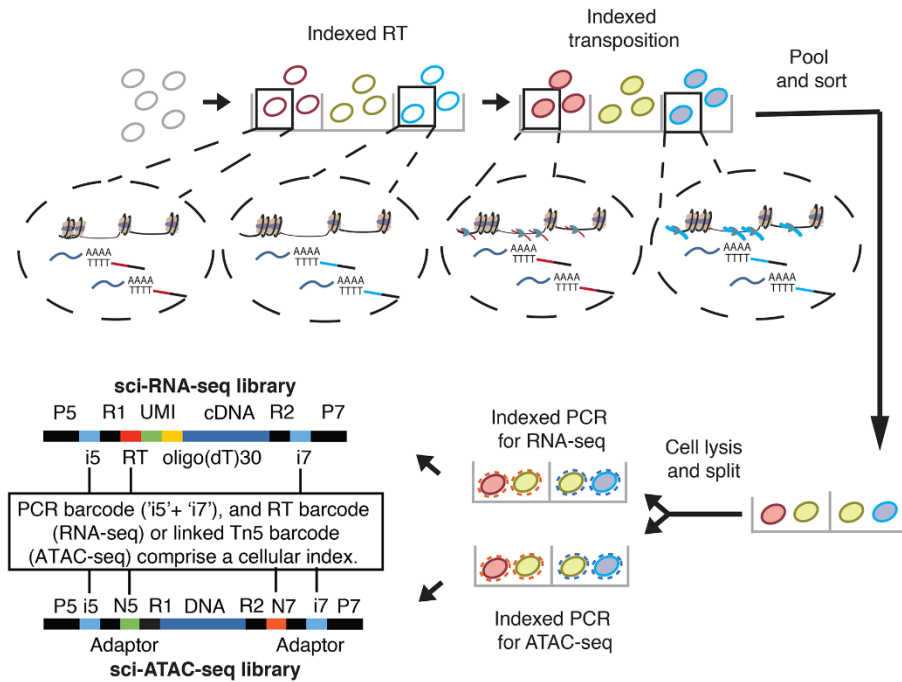 Indexed RT
Indexed
transposition
Pool
and sort
AAAA
TTTT
AAAA
TTTT
AAAA
TTTT
AAAA
TTTT
AAAA
TTTT
AAAA
TTTT
AAAA
TTTT
AAAA
TTTT
sci-RNA-seq library
P5 R1 UMI cDNA R2 P7
i5 RT oligo(dT)30 i7
PCR barcode ('i5'+ 'i7'), and RT barcode
(RNA-seq) or linked Tn5 barcode
(ATAC-seq) comprise a cellular index.
P5 i5 N5 R1 DNA R2 N7 i7 P7
Adaptor Adaptor
sci-ATAC-seq library
Indexed PCR
for RNA-seq
Cell lysis
and split
Indexed PCR
for ATAC-seq